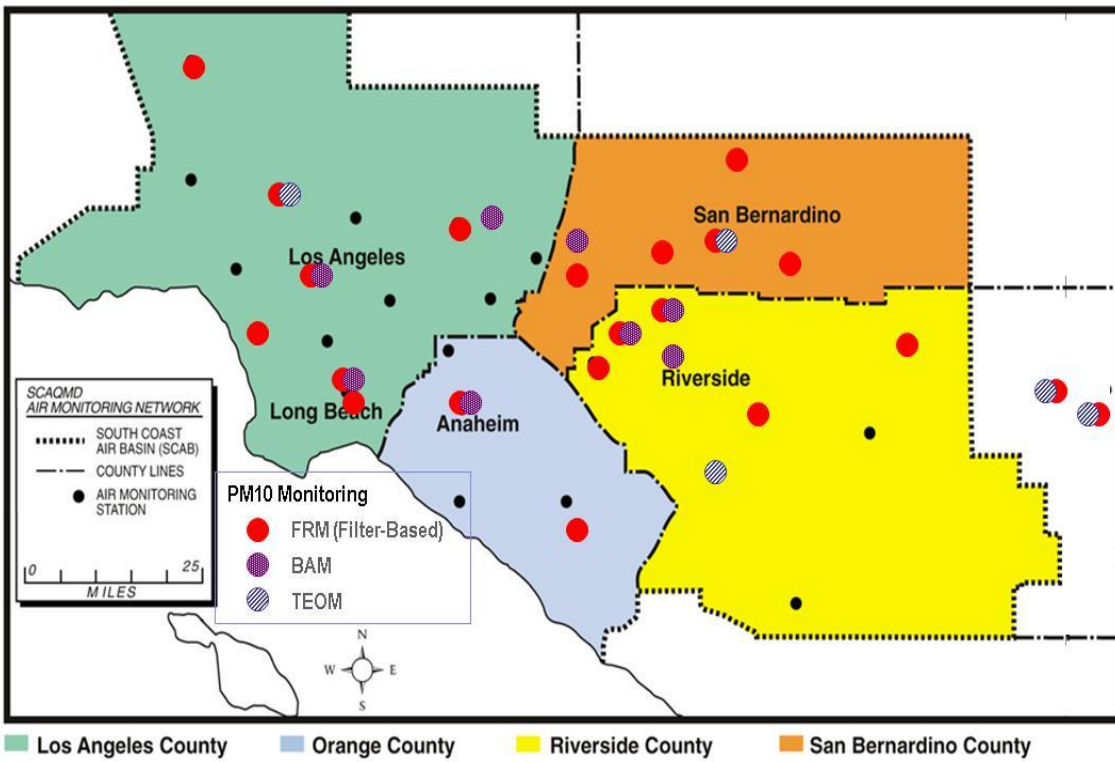 San Bernardino
Los Angeles
Riverside
Long Beach
Anaheim
SCAQMD
AIR MONITORING NETWORK
SOUTH COAST
AIR BASIN (SCAB)
COUNTY LINES
AIR MONITORING
STATION
0 25
MILES
PM10 Monitoring
FRM (Filter-Based)
BAM
TEOM
N
W E
S
Los Angeles County Orange County Riverside County San Bernardino County